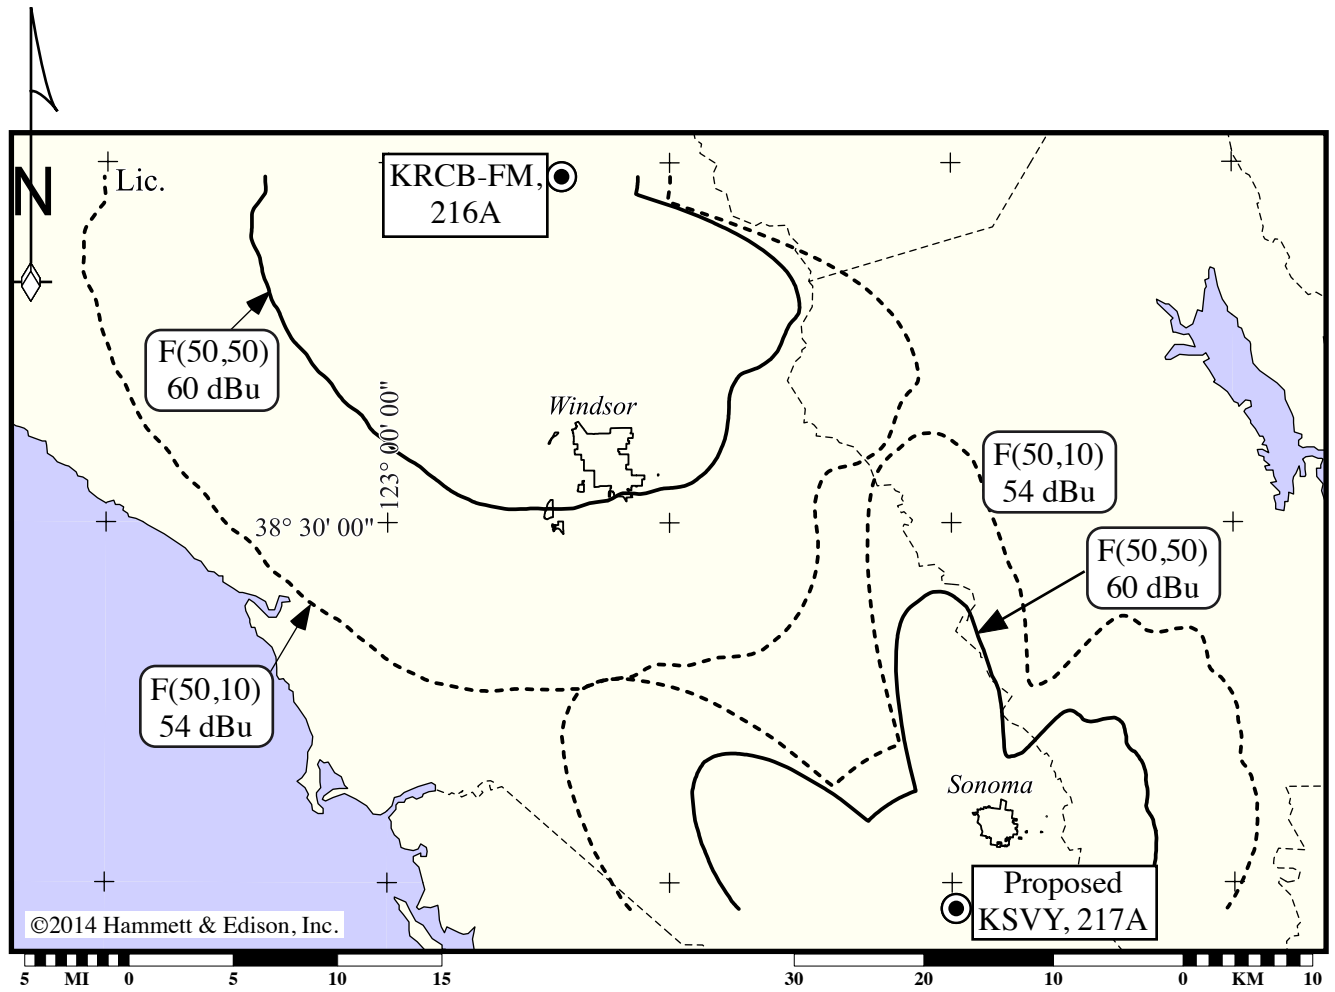 N
Lic.
KRCB-FM,
216A
F(50,50)
60 dBu
Windsor
123° 00' 00"
38° 30' 00"
F(50,10)
54 dBu
F(50,50)
60 dBu
F(50,10)
54 dBu
Sonoma
Proposed
KSVY, 217A
©2014 Hammett & Edison, Inc.
5 MI 0 5 10 15
30 20 10 0 KM 10